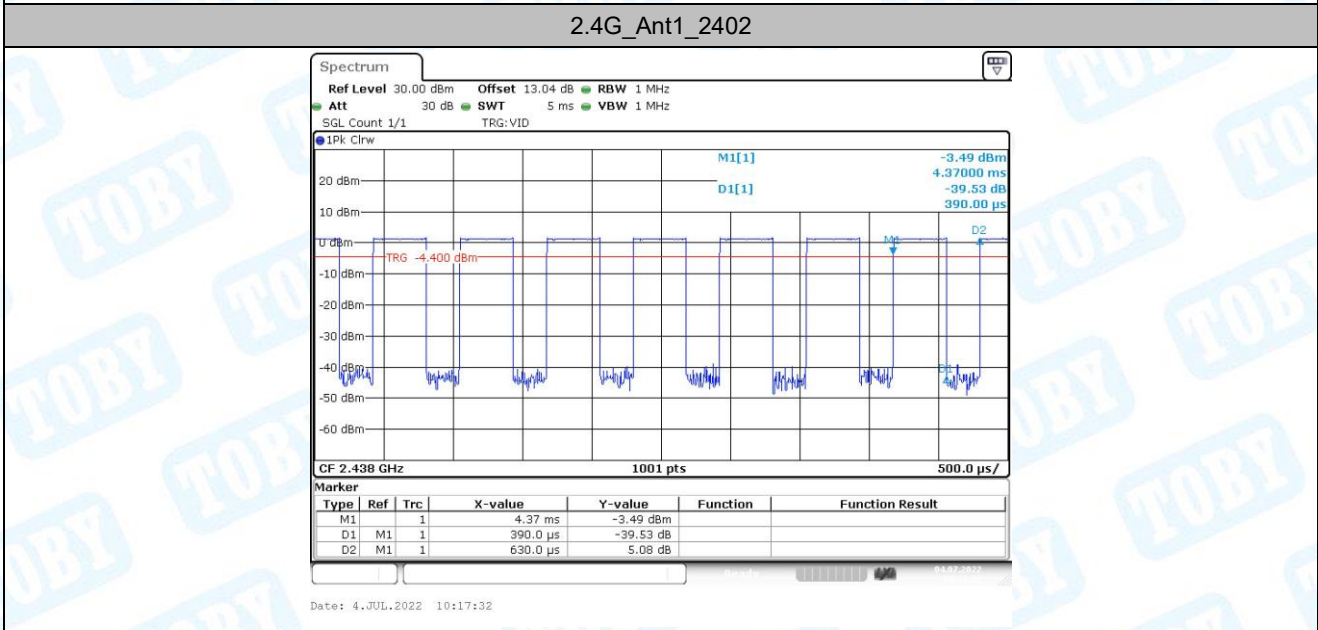 2.4G_Ant1_2402
Spectrum
Ref Level 30.00 dBm Offset 13.04 dB RBW 1 MHz
Att 30 dB SWT 5 ms VBW 1 MHz
SGL Count 1/1 TRG:VID
1Pk Clrw
M1[1] -3.49 dBm
4.37000 ms
D1[1] -39.53 dB
390.00 µs
20 dBm
10 dBm
0 dBm
M1
D2
TRG -4.400 dBm
-10 dBm
-20 dBm
-30 dBm
-40 dBm
D1
-50 dBm
-60 dBm
CF 2.438 GHz 1001 pts 500.0 µs/
Marker
Type Ref Trc X-value Y-value Function Function Result
M1 1 4.37 ms -3.49 dBm
D1 M1 1 390.0 µs -39.53 dB
D2 M1 1 630.0 µs 5.08 dB
Ready 04.07.2022
Date: 4.JUL.2022 10:17:32
TOBY